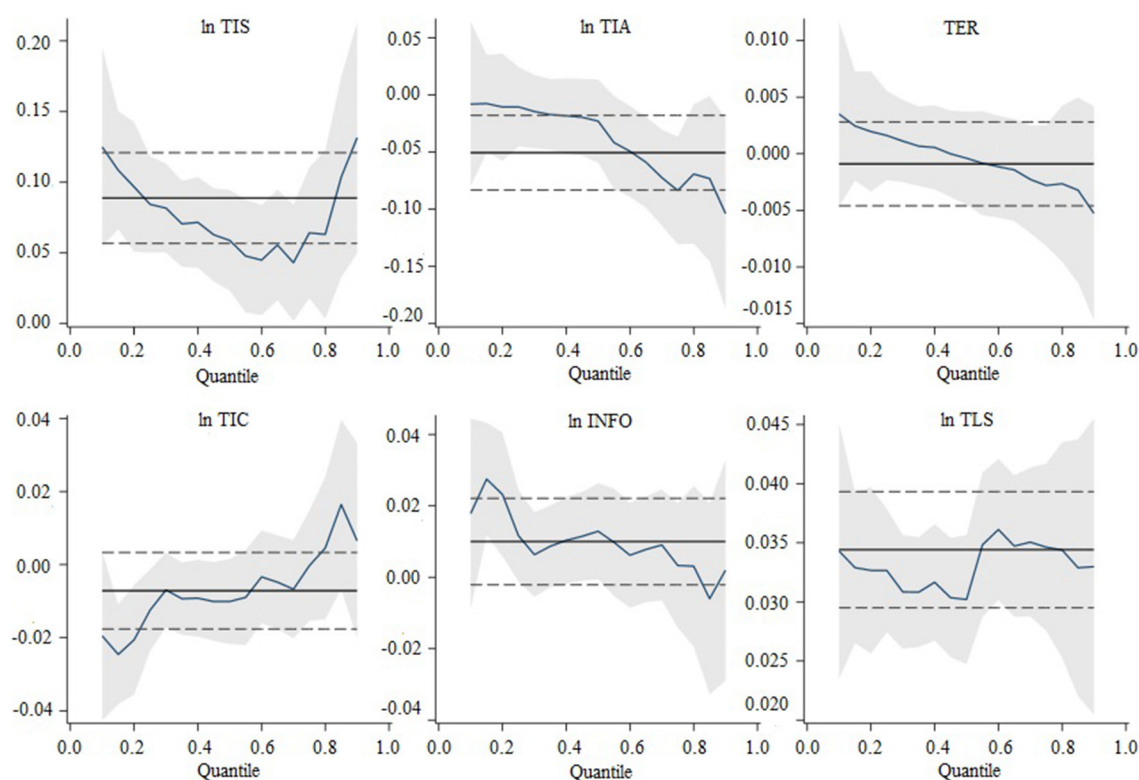 ln TIS
0.20
0.15
0.10
0.05
0.00
0.0 0.2 0.4 0.6 0.8 1.0
Quantile
ln TIA
0.05
0.00
-0.05
-0.10
-0.15
-0.20
0.0 0.2 0.4 0.6 0.8 1.0
Quantile
TER
0.010
0.005
0.000
-0.005
-0.010
-0.015
0.0 0.2 0.4 0.6 0.8 1.0
Quantile
ln TIC
0.04
0.02
0.00
-0.02
-0.04
0.0 0.2 0.4 0.6 0.8 1.0
Quantile
ln INFO
0.04
0.02
0.00
-0.02
-0.04
0.0 0.2 0.4 0.6 0.8 1.0
Quantile
ln TLS
0.045
0.040
0.035
0.030
0.025
0.020
0.0 0.2 0.4 0.6 0.8 1.0
Quantile